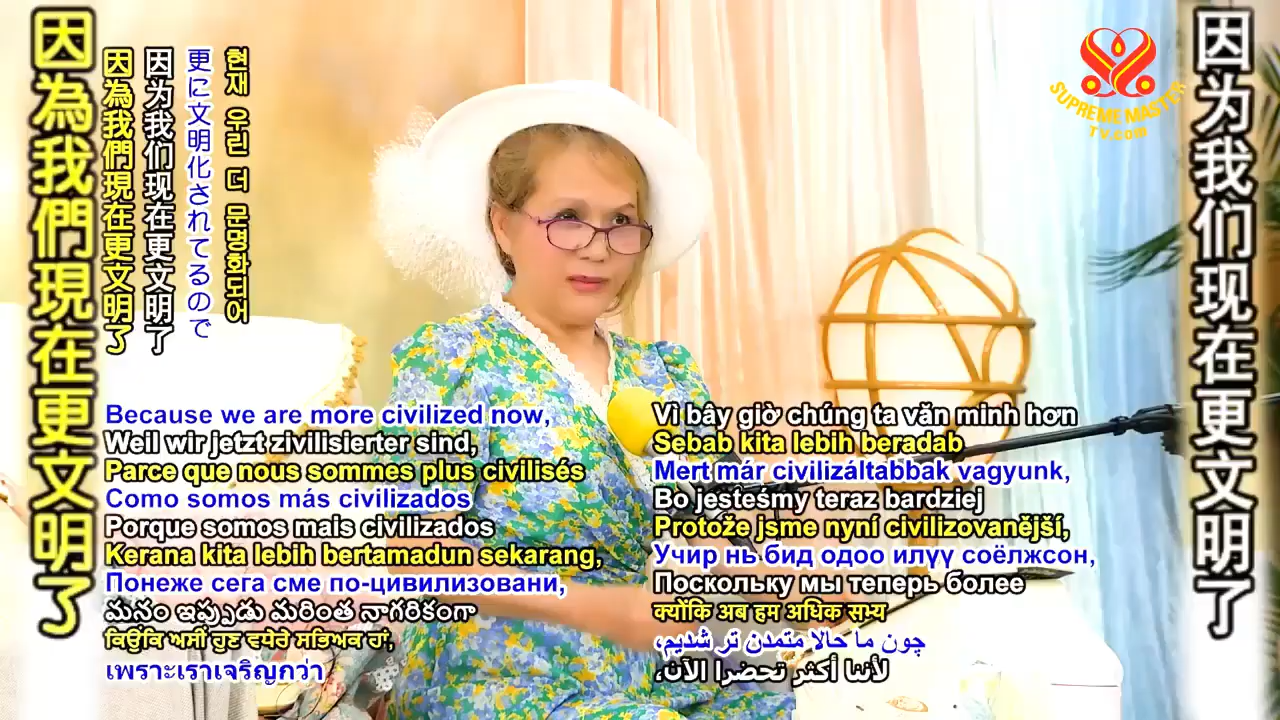 因為我們現在更文明了
因為我們現在更文明了
因为我们现在更文明了
更に文明化されてるので
현재 우린 더 문명화되어
SUPREME MASTER
TV.com
因为我们现在更文明了
Because we are more civilized now,
Weil wir jetzt zivilisierter sind,
Parce que nous sommes plus civilisés
Como somos más civilizados
Porque somos mais civilizados
Kerana kita lebih bertamadun sekarang,
Понеже сега сме по-цивилизовани,
మనం ఇప్పుడు మరింత నాగరికంగా
ਕਿਉਂਕਿ ਅਸੀਂ ਹੁਣ ਵਧੇਰੇ ਸਭਿਅਕ ਹਾਂ,
เพราะเราเจริญกว่า
Vì bây giờ chúng ta văn minh hơn
Sebab kita lebih beradab
Mert már civilizáltabbak vagyunk,
Bo jesteśmy teraz bardziej
Protože jsme nyní civilizovanější,
Учир нь бид одоо илүү соёлжсон,
Поскольку мы теперь более
क्योंकि अब हम अधिक सभ्य
چون ما حالا متمدن تر شدیم،
لأننا أكثر تحضرا الآن،